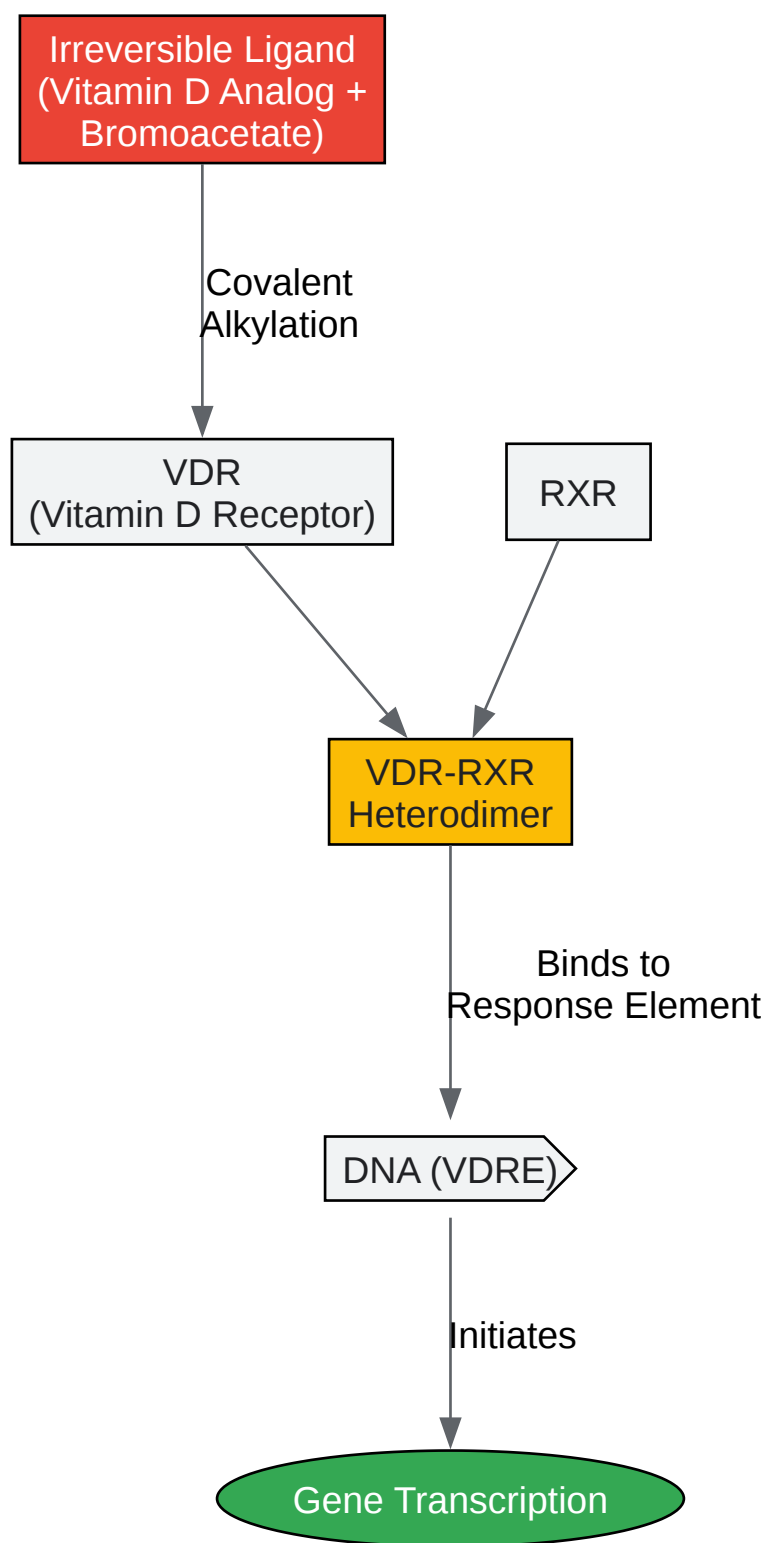 Irreversible Ligand
(Vitamin D Analog +
Bromoacetate)
Covalent
Alkylation
VDR
(Vitamin D Receptor)
RXR
VDR-RXR
Heterodimer
Binds to
Response Element
DNA (VDRE)
Initiates
Gene Transcription